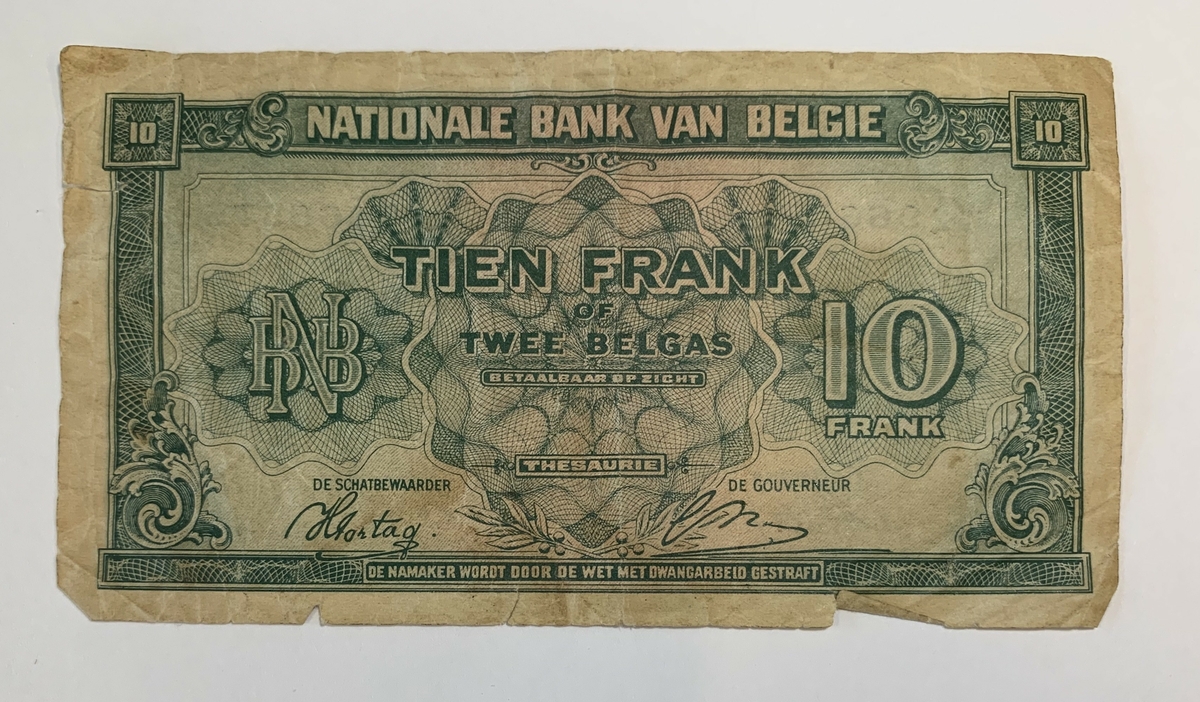 10
NATIONALE BANK VAN BELGIE
10
TIEN FRANK
OF
TWEE BELGAS
BETAALBAAR OP ZICHT
BNB
10
FRANK
THESAURIE
DE SCHATBEWAARDER
DE GOUVERNEUR
DE NAMAKER WORDT DOOR DE WET MET DWANGARBEID GESTRAFT